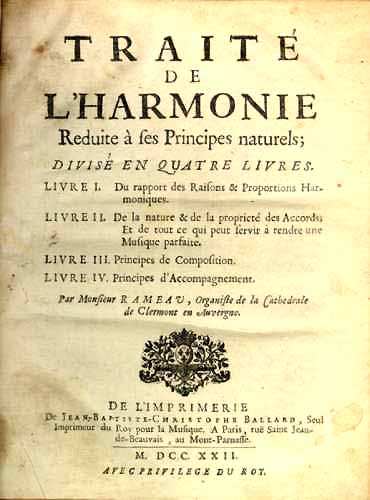 TRAITÉ
DE
L'HARMONIE
Reduite à ſes Principes naturels;
DIVISÉ EN QUATRE LIVRES.
LIVRE I. Du rapport des Raiſons & Proportions Har-
moniques.
LIVRE II. De la nature & de la proprieté des Accords;
Et de tout ce qui peut ſervir à rendre une
Muſique parfaite.
LIVRE III. Principes de Compoſition.
LIVRE IV. Principes d'Accompagnement.
Par Monſieur RAMEAU, Organiſte de la Cathedrale
de Clermont en Auvergne.
DE L'IMPRIMERIE
De JEAN-BAPTISTE-CHRISTOPHE BALLARD, Seul
Imprimeur du Roy pour la Muſique. A Paris, ruë Saint Jean-
de-Beauvais, au Mont-Parnaſſe.
M. DCC. XXII.
AVEC PRIVILEGE DU ROY.